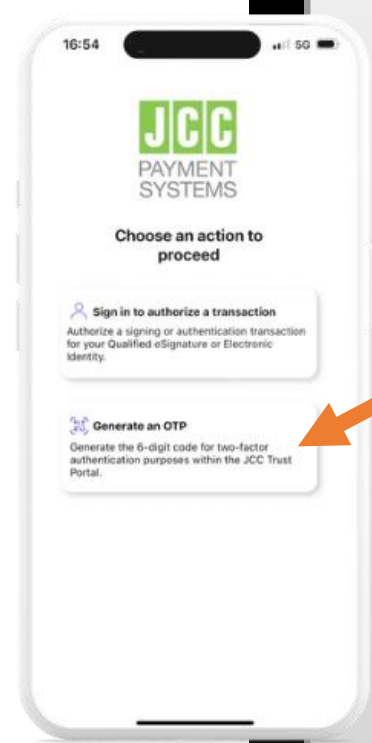 16:54
5G
JCC
PAYMENT
SYSTEMS
Choose an action to
proceed
Sign in to authorize a transaction
Authorize a signing or authentication transaction
for your Qualified eSignature or Electronic
Identity.
Generate an OTP
Generate the 6-digit code for two-factor
authentication purposes within the JCC Trust
Portal.